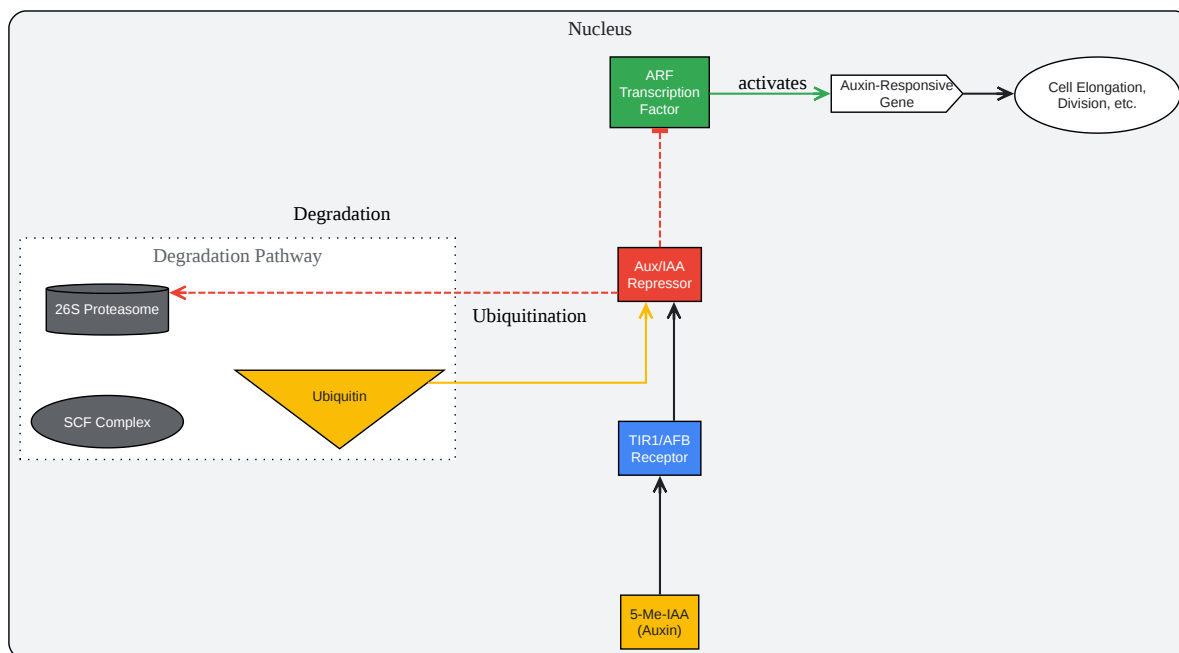 Nucleus
ARF
Transcription
Factor
activates
Auxin-Responsive
Gene
Cell Elongation,
Division, etc.
Degradation
Degradation Pathway
26S Proteasome
Aux/IAA
Repressor
Ubiquitination
Ubiquitin
SCF Complex
TIR1/AFB
Receptor
5-Me-IAA
(Auxin)